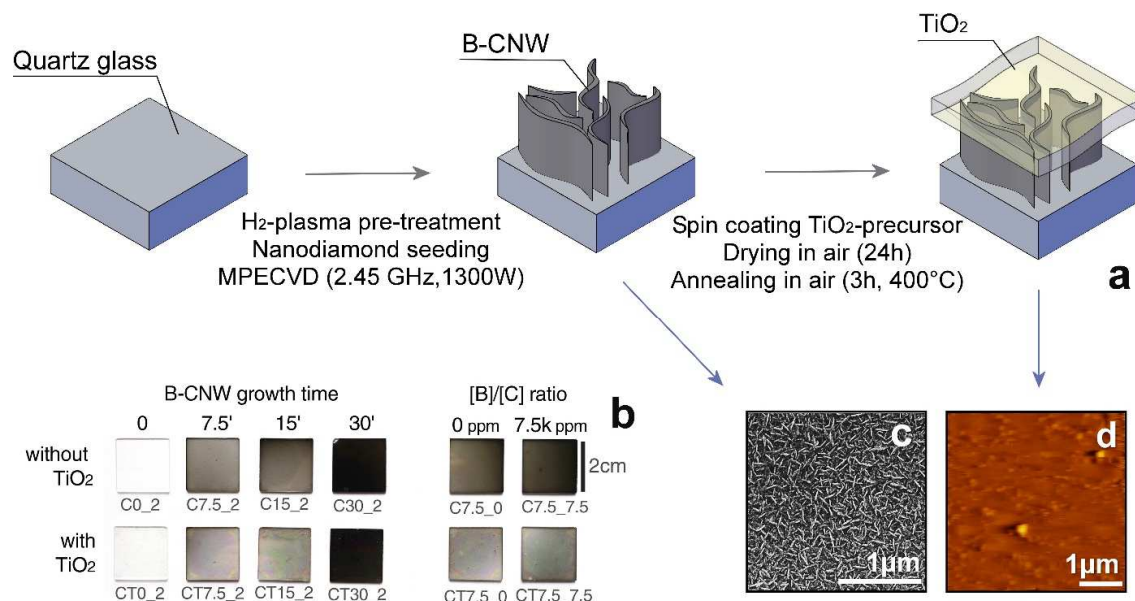 Quartz glass
B-CNW
TiO2
H2-plasma pre-treatment
Nanodiamond seeding
MPECVD (2.45 GHz,1300W)
Spin coating TiO2-precursor
Drying in air (24h)
Annealing in air (3h, 400°C)
a
B-CNW growth time
[B]/[C] ratio
b
0 7.5' 15' 30'
0 ppm 7.5k ppm
without
TiO2
2cm
C0_2 C7.5_2 C15_2 C30_2
C7.5_0 C7.5_7.5
with
TiO2
CT0_2 CT7.5_2 CT15_2 CT30_2
CT7.5_0 CT7.5_7.5
c
1μm
d
1μm